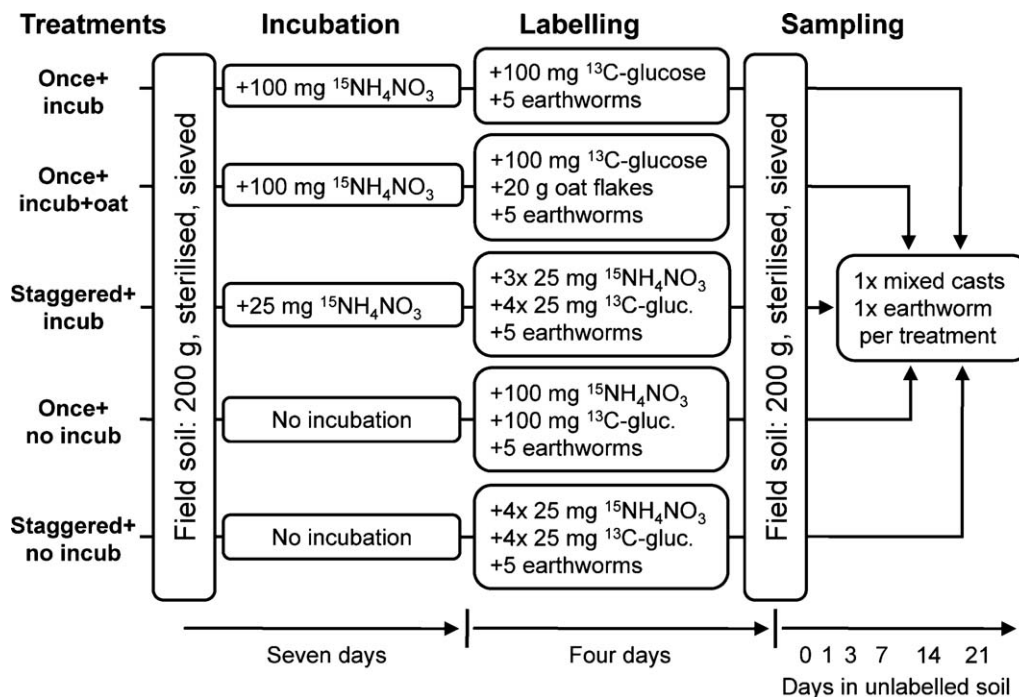 Treatments
Incubation
Labelling
Sampling
Once+
incub
Field soil: 200 g, sterilised, sieved
+100 mg ¹⁵NH₄NO₃
+100 mg ¹³C-glucose
+5 earthworms
Field soil: 200 g, sterilised, sieved
Once+
incub+oat
+100 mg ¹⁵NH₄NO₃
+100 mg ¹³C-glucose
+20 g oat flakes
+5 earthworms
Staggered+
incub
+25 mg ¹⁵NH₄NO₃
+3x 25 mg ¹⁵NH₄NO₃
+4x 25 mg ¹³C-gluc.
+5 earthworms
1x mixed casts
1x earthworm
per treatment
Once+
no incub
No incubation
+100 mg ¹⁵NH₄NO₃
+100 mg ¹³C-gluc.
+5 earthworms
Staggered+
no incub
No incubation
+4x 25 mg ¹⁵NH₄NO₃
+4x 25 mg ¹³C-gluc.
+5 earthworms
Seven days
Four days
0 1 3 7 14 21
Days in unlabelled soil